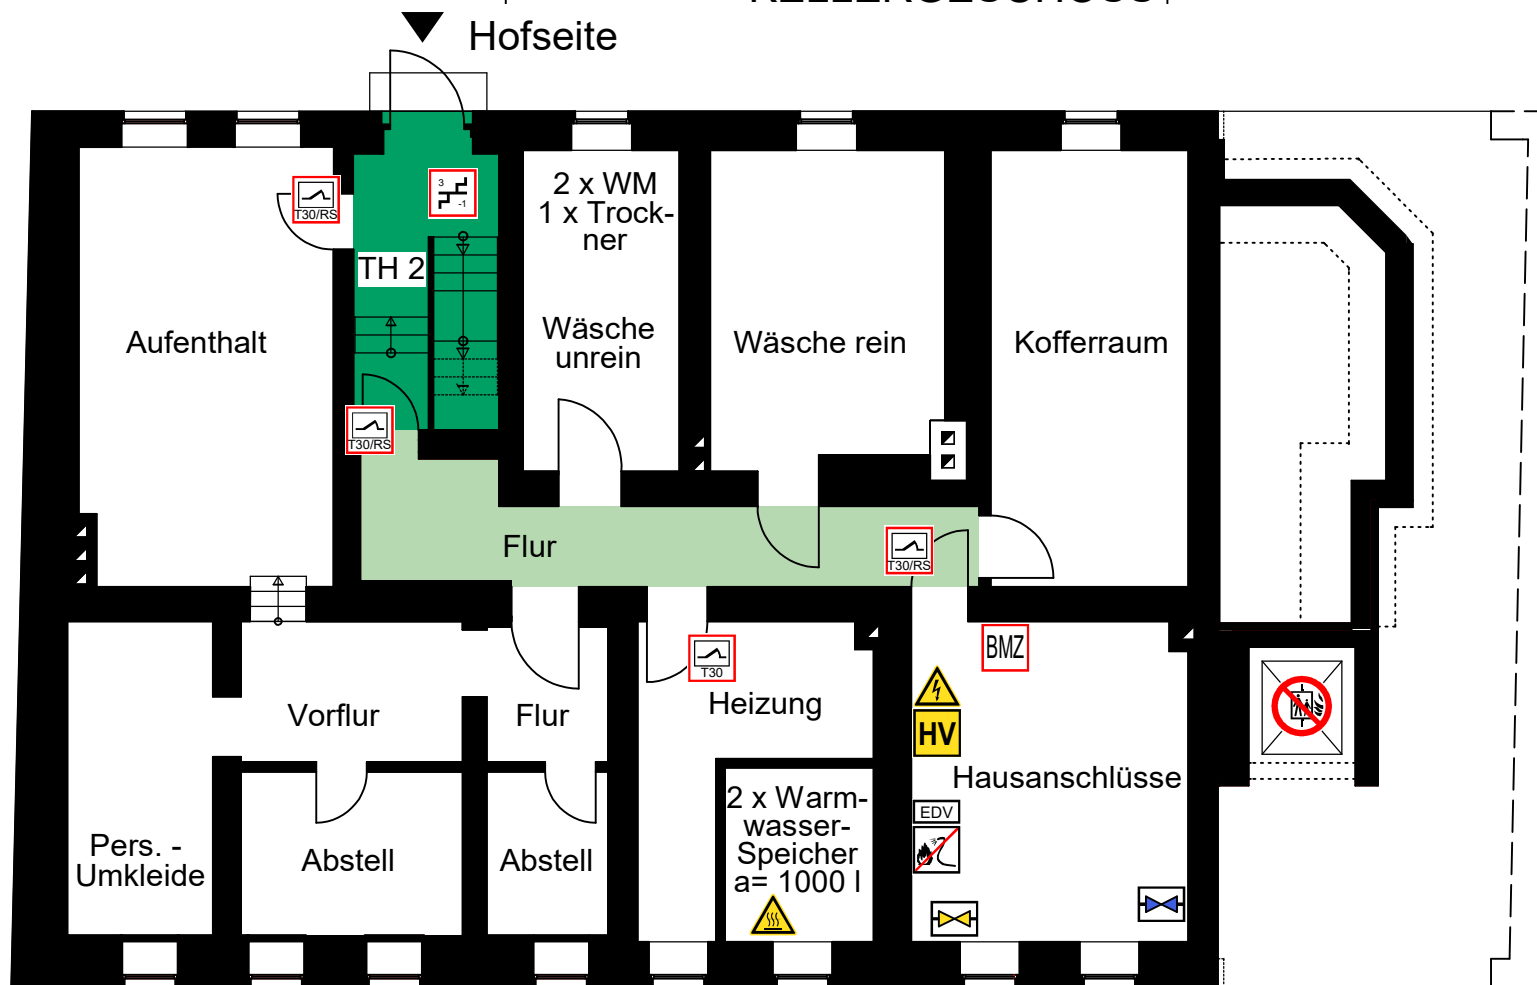 Hofseite
T30/RS
3
-1
2 x WM
1 x Trock-
ner
TH 2
Aufenthalt
Wäsche
unrein
Wäsche rein
Kofferraum
T30/RS
Flur
T30/RS
BMZ
T30
Vorflur
Flur
Heizung
HV
Hausanschlüsse
2 x Warm-
wasser-
Speicher
a= 1000 l
EDV
Pers. -
Umkleide
Abstell
Abstell